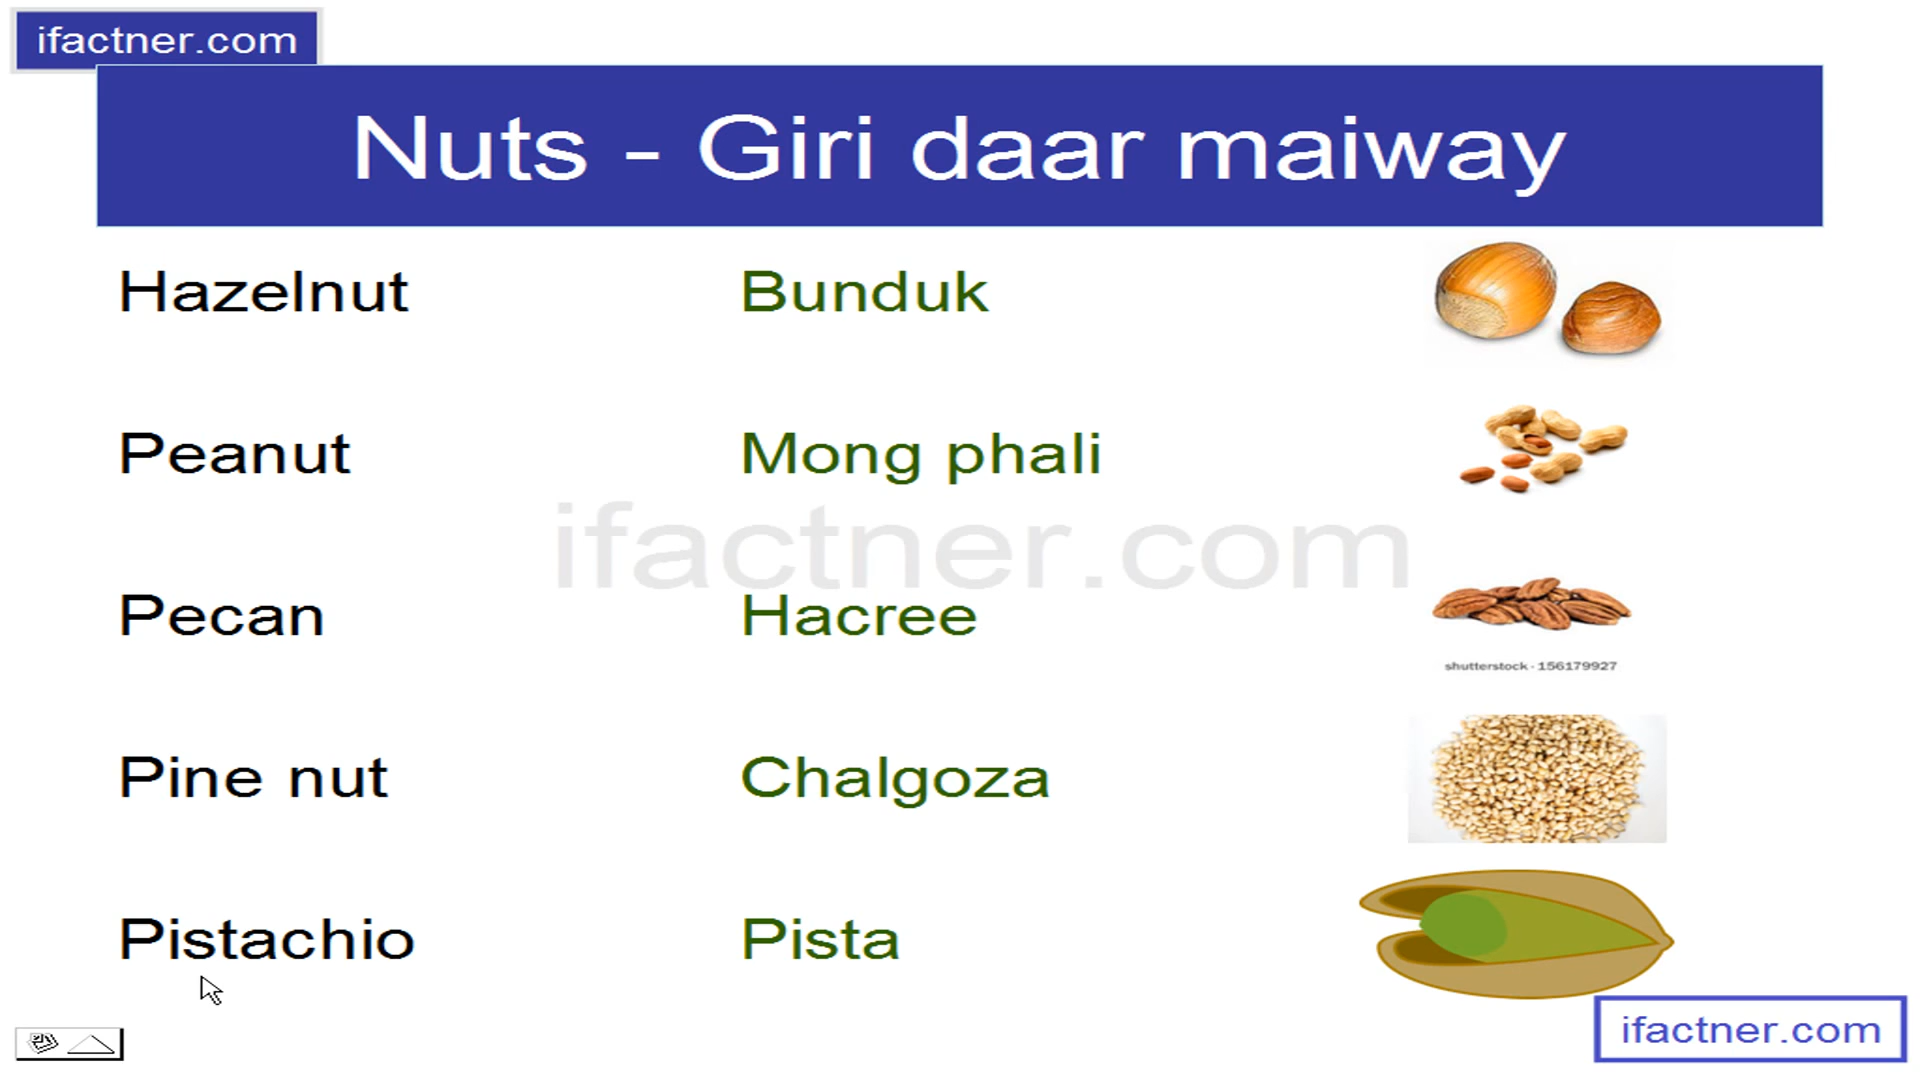 ifactner.com
Nuts - Giri daar maiway
Hazelnut Bunduk
Peanut Mong phali
ifactner.com
Pecan Hacree
shutterstock · 156179927
Pine nut Chalgoza
Pistachio Pista
ifactner.com